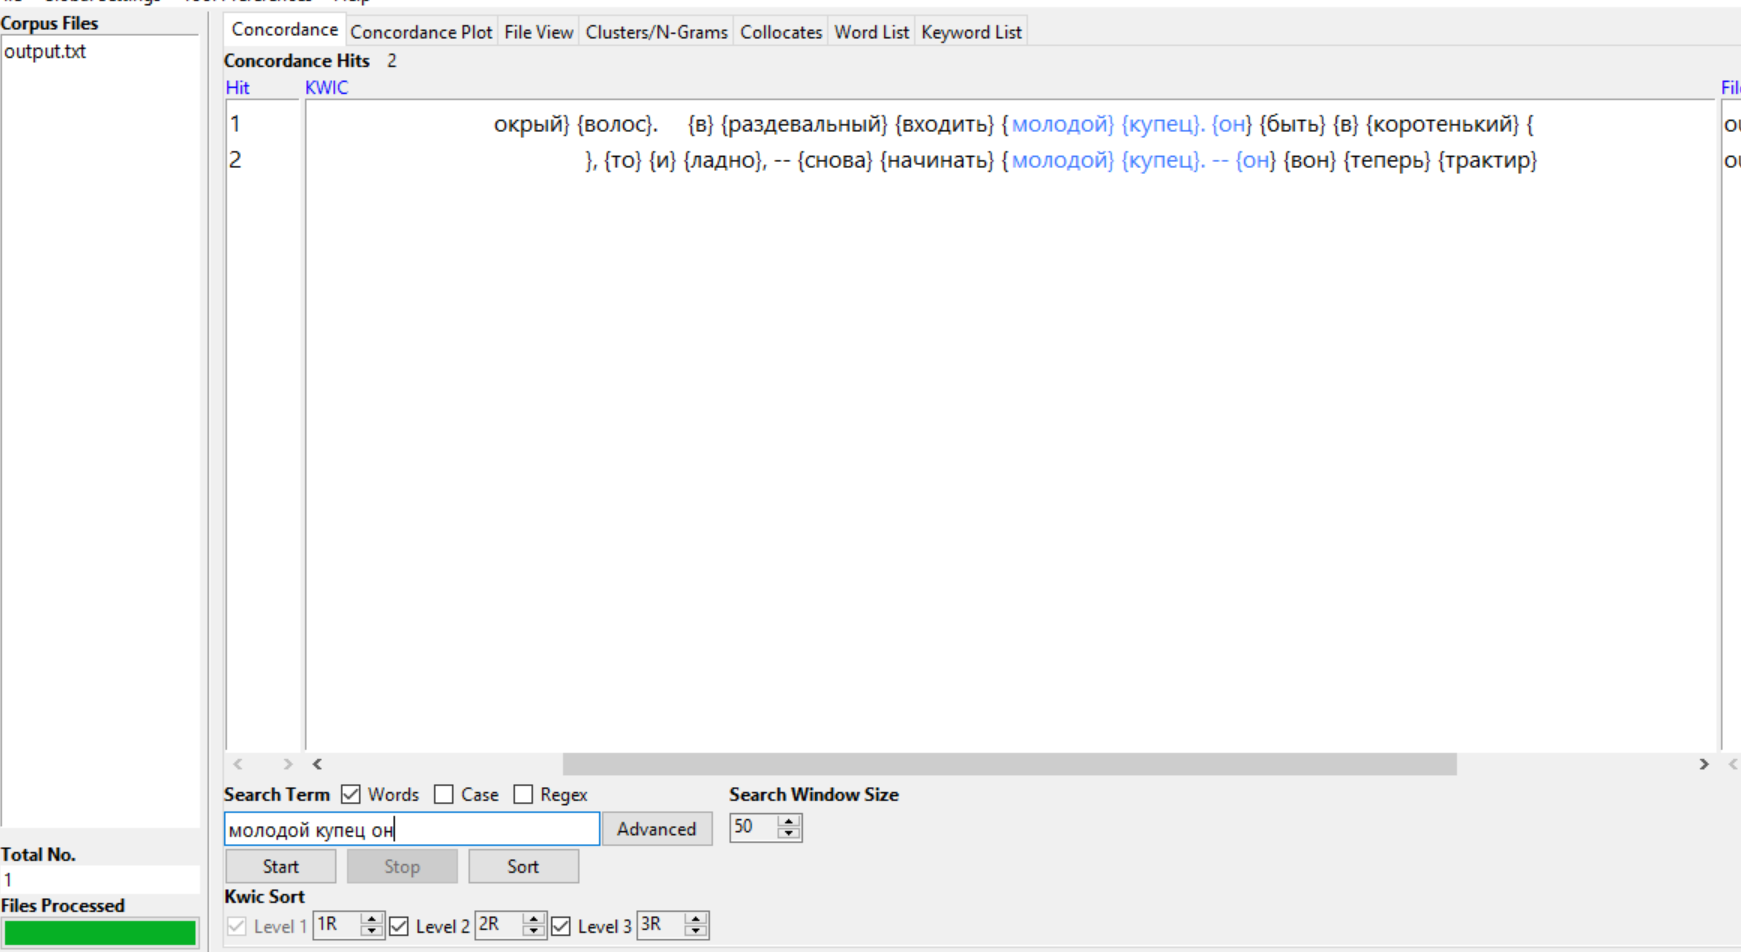 Corpus Files
output.txt
Concordance Concordance Plot File View Clusters/N-Grams Collocates Word List Keyword List
Concordance Hits 2
Hit KWIC
1 окрый} {волос}. {в} {раздевальный} {входить} {молодой} {купец}. {он} {быть} {в} {коротенький} {
2 }, {то} {и} {ладно}, -- {снова} {начинать} {молодой} {купец}. -- {он} {вон} {теперь} {трактир}
Search Term Words Case Regex Search Window Size
молодой купец он Advanced 50
Start Stop Sort
Kwic Sort
Level 1 1R Level 2 2R Level 3 3R
Total No.
1
Files Processed